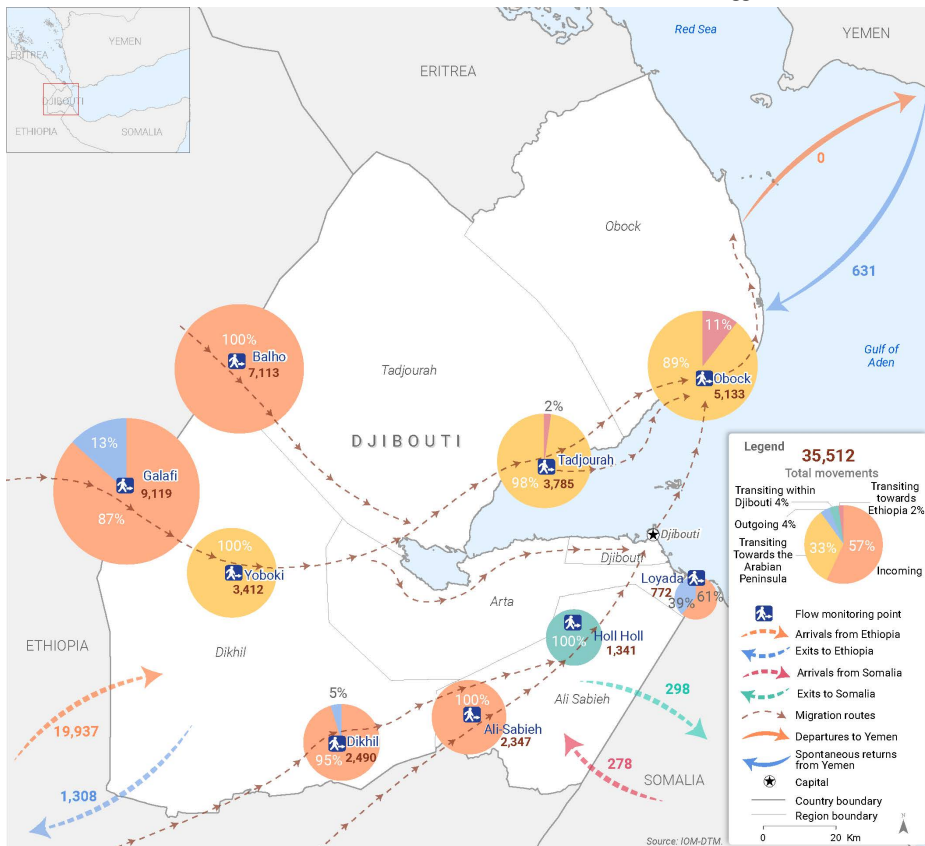 Red Sea
YEMEN
YEMEN
ERITREA
DJIBOUTI
ETHIOPIA
SOMALIA
ERITREA
0
Obock
631
Gulf of
Aden
100%
Balho
7,113
Tadjourah
11%
89%
Obock
5,133
2%
DJIBOUTI
13%
Galafi
9,119
87%
Tadjourah
98%
3,785
100%
Yoboki
3,412
Djibouti
Djibouti
Loyada
772
39%
61%
Arta
Holl Holl
100%
1,341
ETHIOPIA
Dikhil
Ali Sabieh
298
5%
100%
19,937
Dikhil
95%
2,490
Ali-Sabieh
2,347
1,308
278
SOMALIA
Source: IOM-DTM.
Legend
35,512
Total movements
Transiting within
Djibouti 4%
Transiting
towards
Ethiopia 2%
Outgoing 4%
Transiting
Towards the
Arabian
Peninsula
33%
57%
Incoming
Flow monitoring point
Arrivals from Ethiopia
Exits to Ethiopia
Arrivals from Somalia
Exits to Somalia
Migration routes
Departures to Yemen
Spontaneous returns
from Yemen
Capital
Country boundary
Region boundary
N
0
20 Km